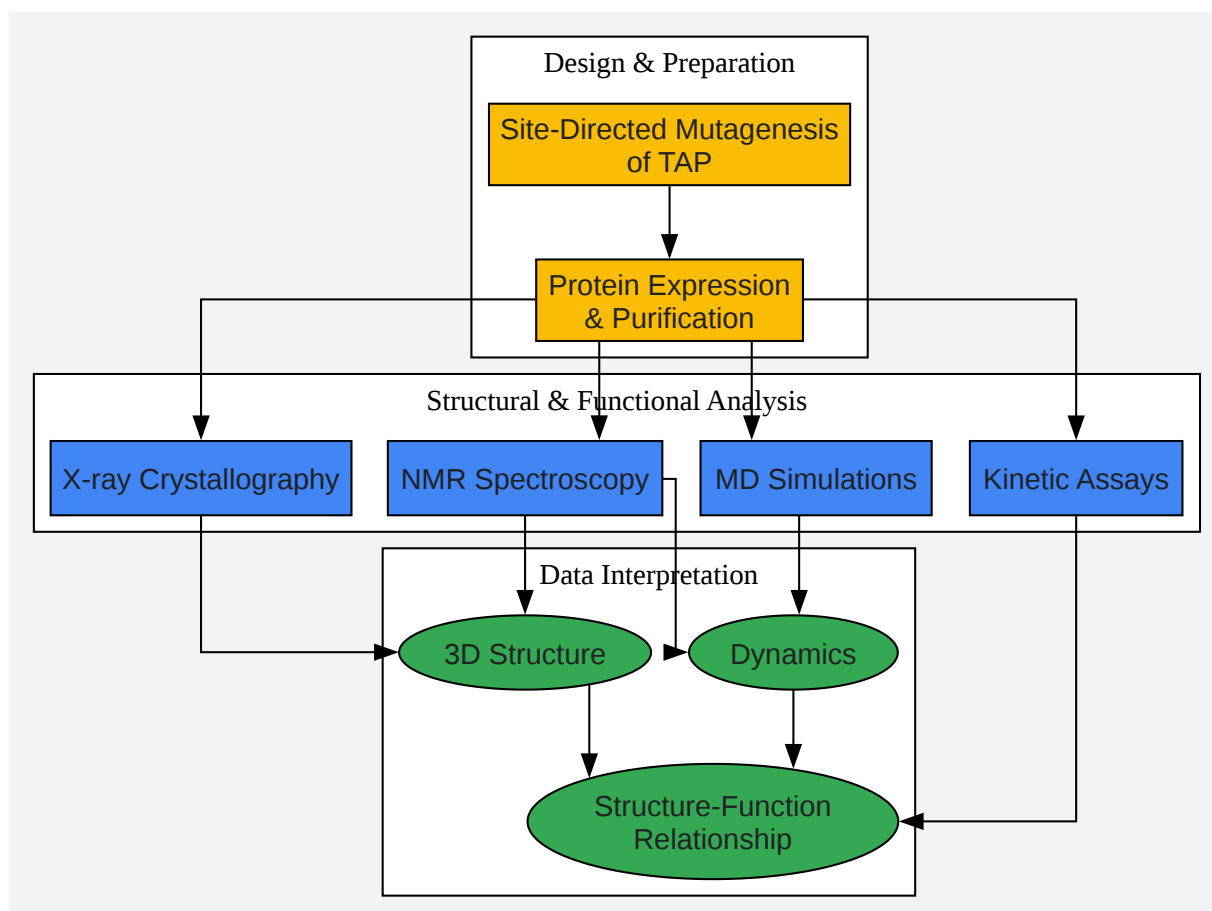 Design & Preparation
Site-Directed Mutagenesis
of TAP
Protein Expression
& Purification
Structural & Functional Analysis
X-ray Crystallography
NMR Spectroscopy
MD Simulations
Kinetic Assays
Data Interpretation
3D Structure
Dynamics
Structure-Function
Relationship